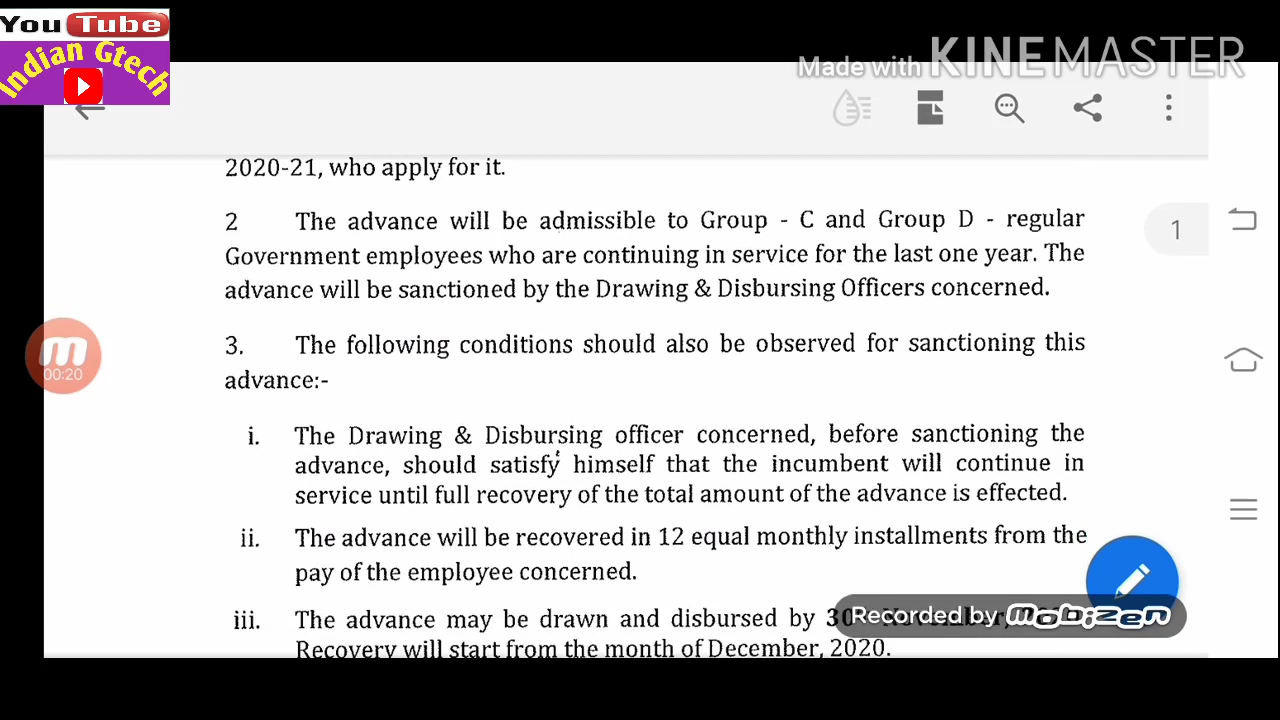 You Tube
Indian Gtech
Made with KINEMASTER
2020-21, who apply for it.
2 The advance will be admissible to Group - C and Group D - regular
Government employees who are continuing in service for the last one year. The
advance will be sanctioned by the Drawing & Disbursing Officers concerned.
1
3. The following conditions should also be observed for sanctioning this
advance:-
00:20
i. The Drawing & Disbursing officer concerned, before sanctioning the
advance, should satisfy himself that the incumbent will continue in
service until full recovery of the total amount of the advance is effected.
ii. The advance will be recovered in 12 equal monthly installments from the
pay of the employee concerned.
iii. The advance may be drawn and disbursed by
Recorded by mobizen
Recovery will start from the month of December, 2020.